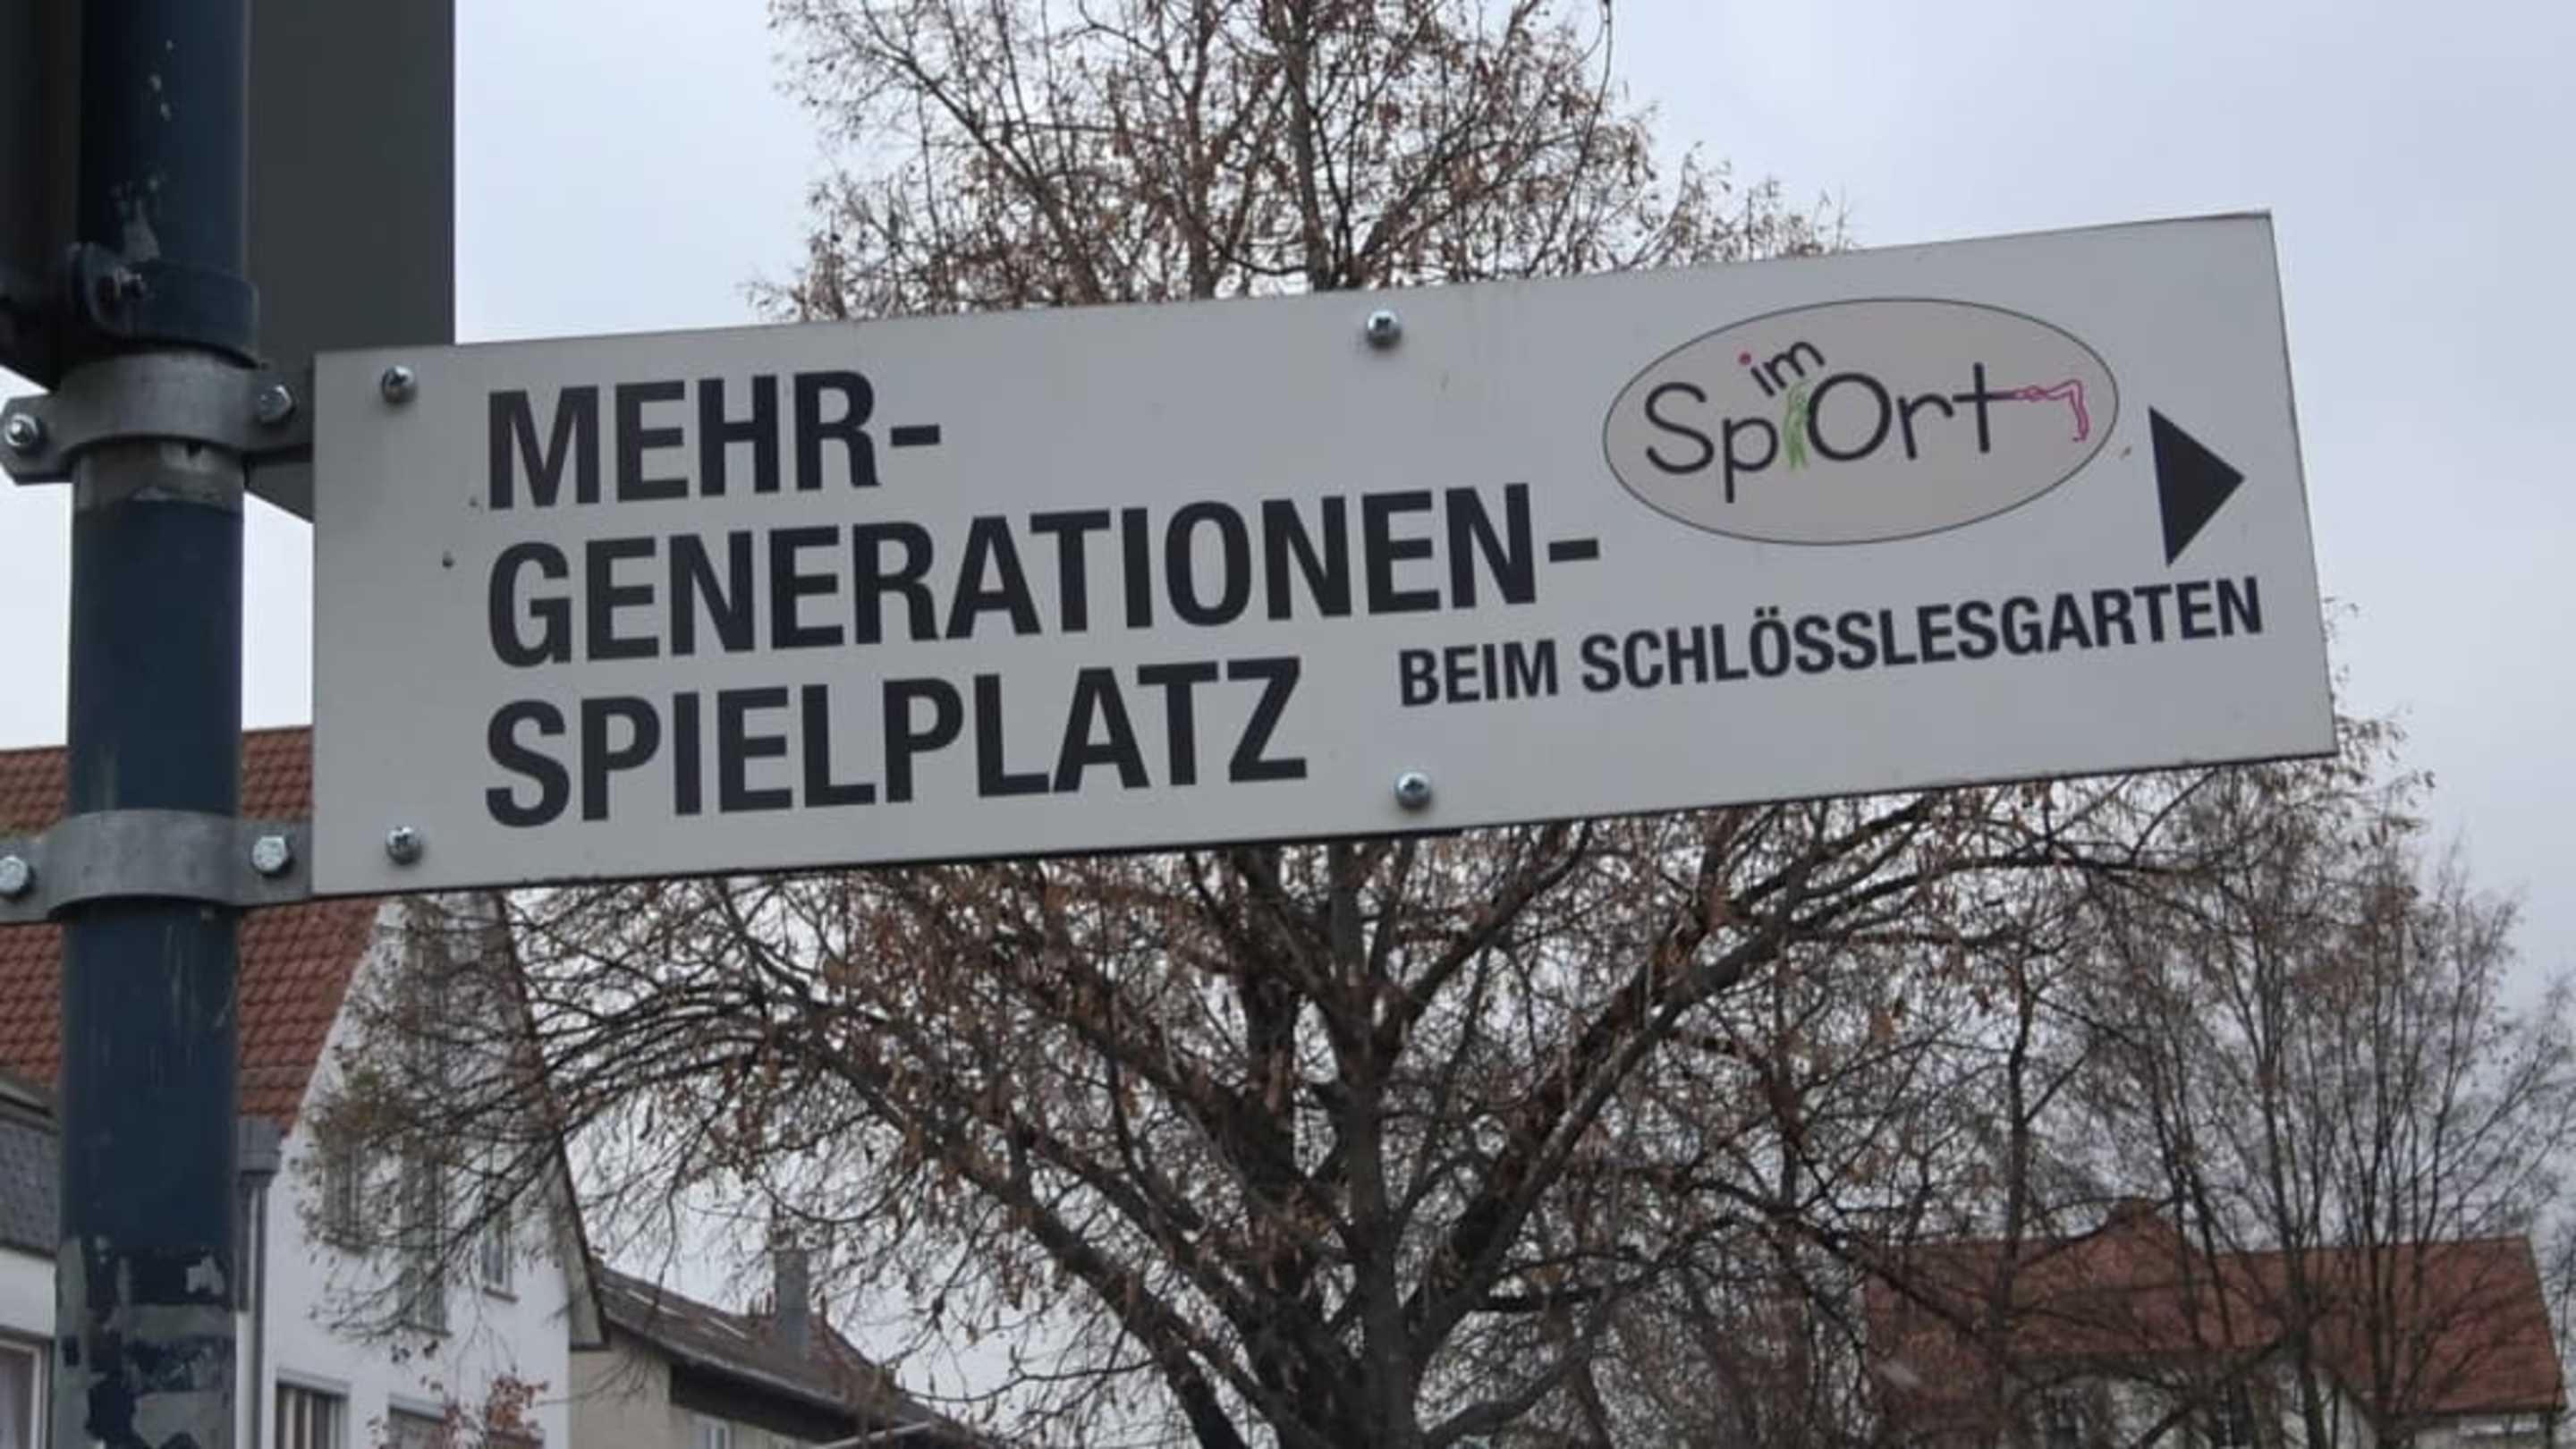 MEHR-
GENERATIONEN-
SPIELPLATZ
im
SpOrt
BEIM SCHLÖSSLESGARTEN